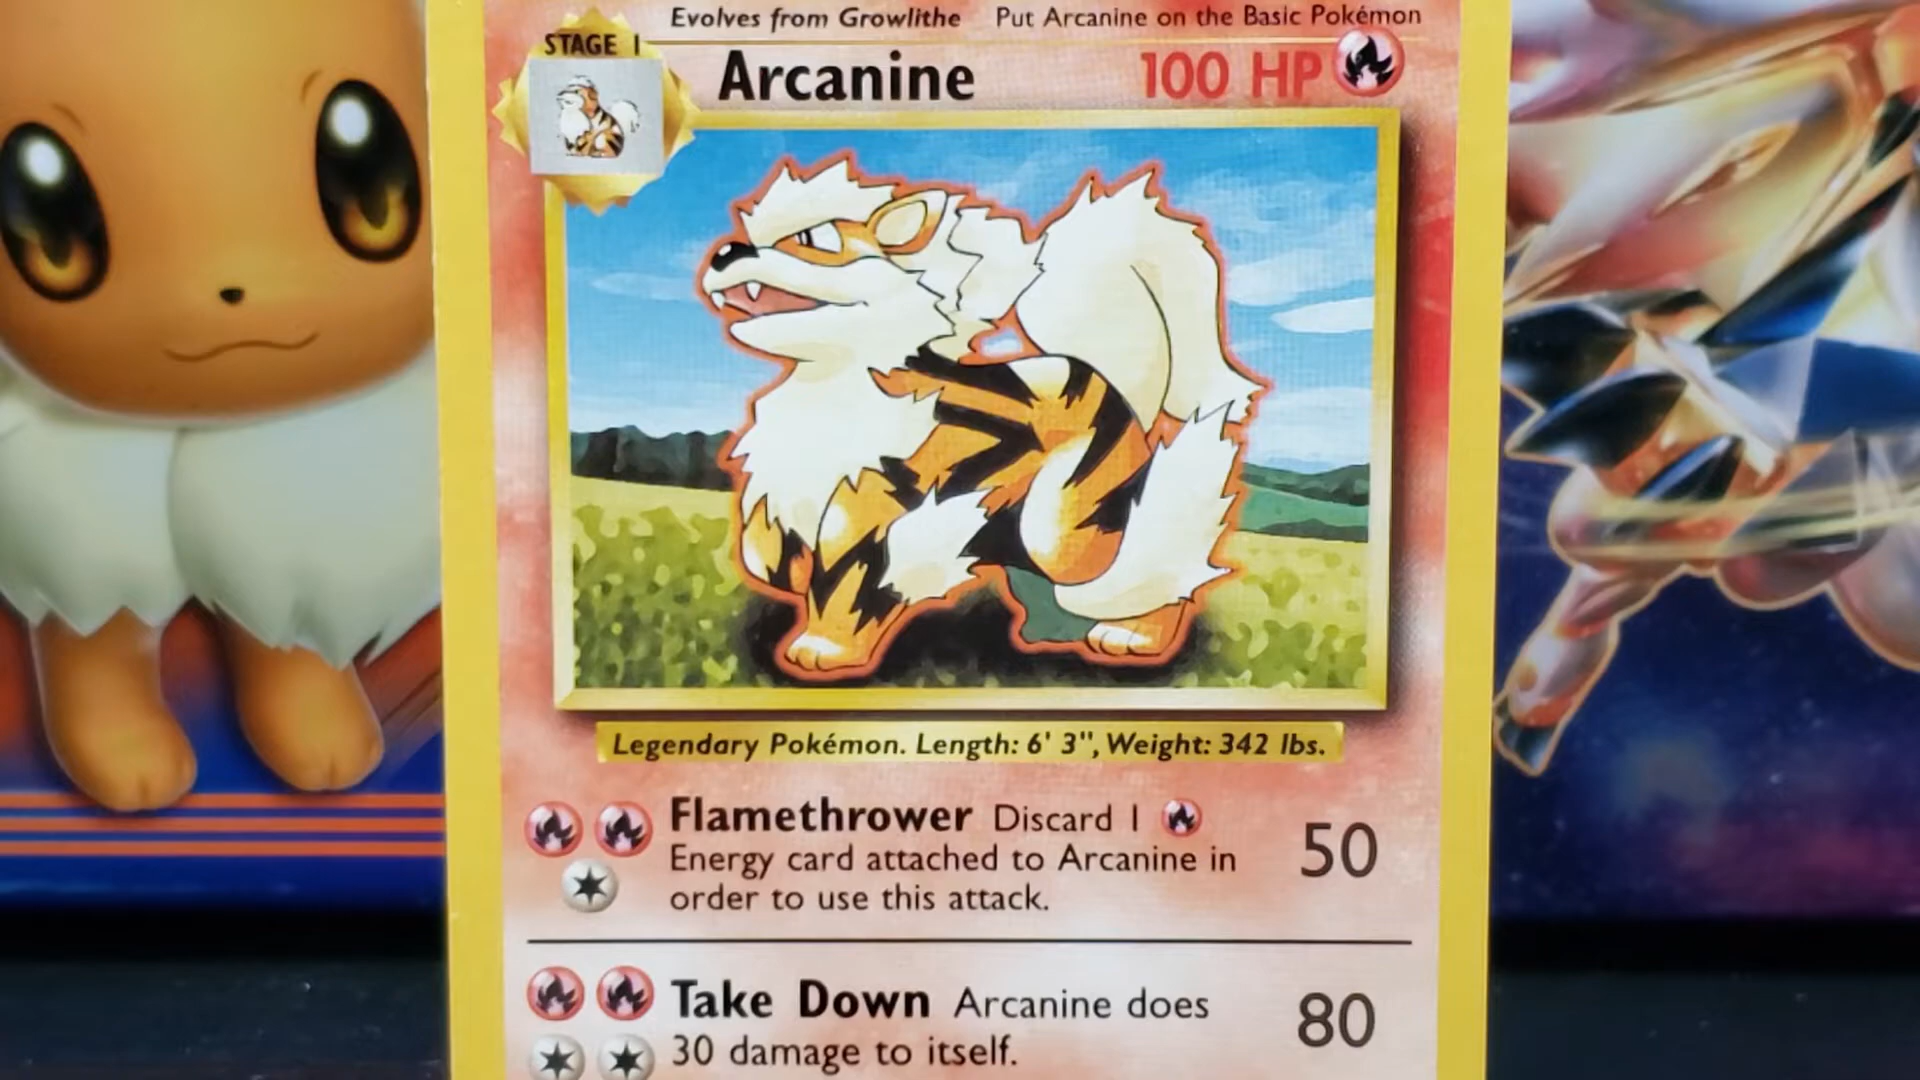 Evolves from Growlithe Put Arcanine on the Basic Pokémon
STAGE 1
Arcanine 100 HP
Legendary Pokémon. Length: 6' 3", Weight: 342 lbs.
Flamethrower Discard 1
Energy card attached to Arcanine in
order to use this attack.
50
Take Down Arcanine does
30 damage to itself.
80